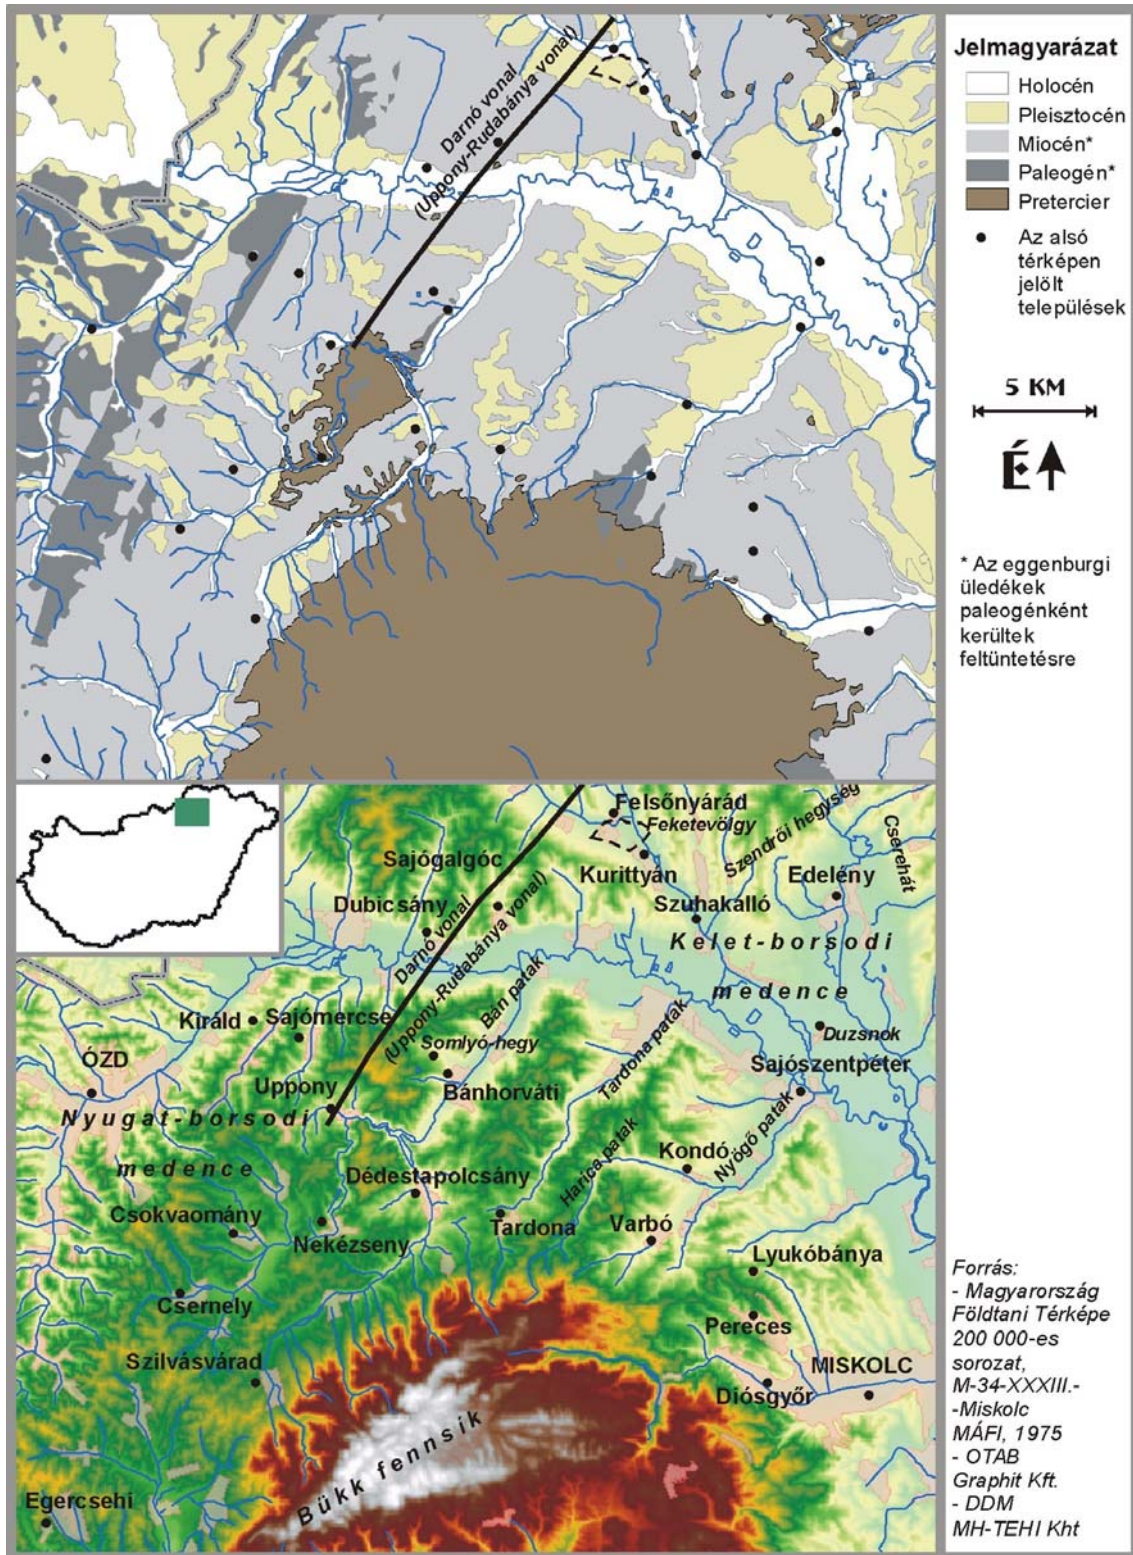 Darnó vonal
(Uppony-Rudabánya vonal)
Jelmagyarázat
Holocén
Pleisztocén
Miocén*
Paleogén*
Pretercier
Az alsó
térképen
jelölt
települések
5 KM
É
* Az eggenburgi
üledékek
paleogénként
kerültek
feltüntetésre
Felsőnyárád
Feketevölgy
Szendrői hegység
Cserehát
Sajógalgóc
Kurittyán
Edelény
Dubicsány
Szuhakálló
Darnó vonal
(Uppony-Rudabánya vonal)
Kelet-borsodi
medence
Bán patak
Királd
Sajómercse
Somlyó-hegy
Tardona patak
Duzsnok
ÓZD
Sajószentpéter
Uppony
Bánhorváti
Nyugat-borsodi
medence
Kondó
Nyögő patak
Harica patak
Dédestapolcsány
Csokvaomány
Nekézseny
Tardona
Varbó
Lyukóbánya
Csernely
Pereces
Szilvásvárad
MISKOLC
Diósgyőr
Bükk fennsik
Egercsehi
Forrás:
- Magyarország
Földtani Térképe
200 000-es
sorozat,
M-34-XXXIII.-
-Miskolc
MÁFI, 1975
- OTAB
Graphit Kft.
- DDM
MH-TEHI Kht